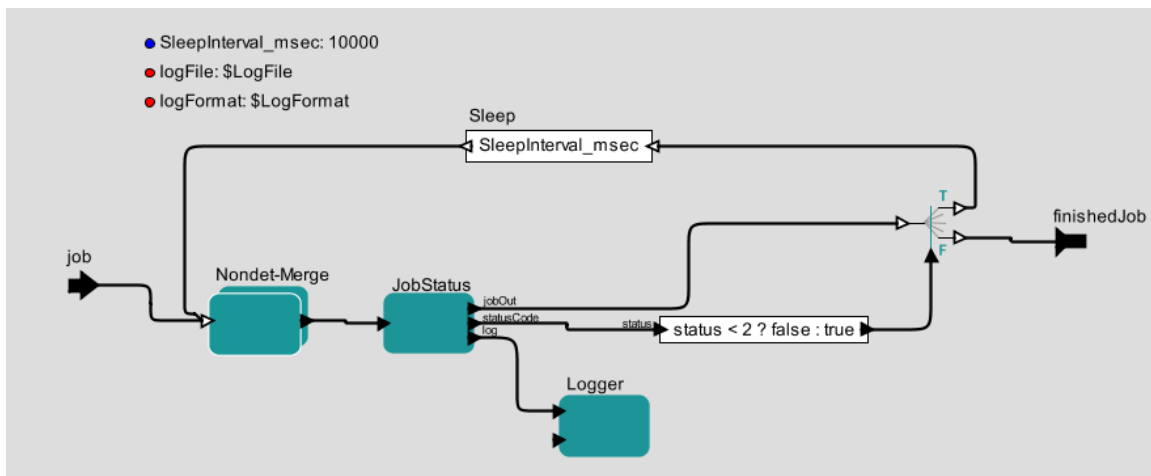 SleepInterval_msec: 10000
logFile: $LogFile
logFormat: $LogFormat
Sleep
SleepInterval_msec
T
finishedJob
F
job
Nondet-Merge
JobStatus
jobOut
statusCode
log
status
status < 2 ? false : true
Logger